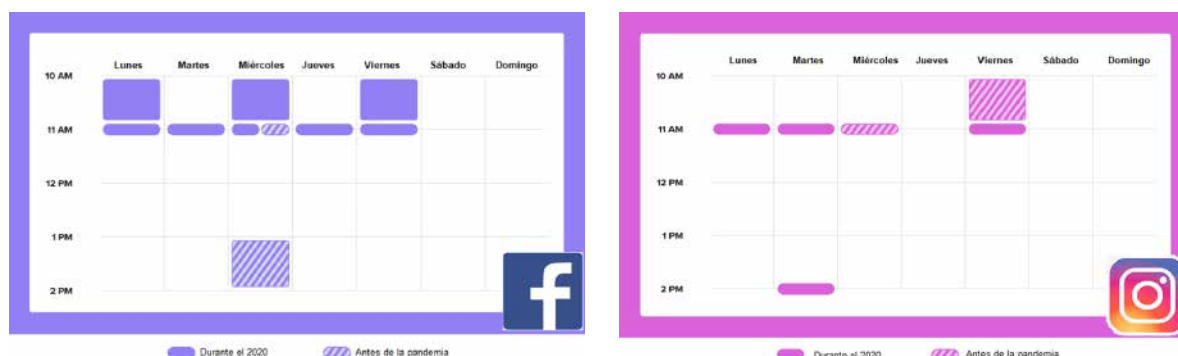 Lunes Martes Miércoles Jueves Viernes Sábado Domingo
10 AM
11 AM
12 PM
1 PM
2 PM
Durante el 2020 Antes de la pandemia
Lunes Martes Miércoles Jueves Viernes Sábado Domingo
10 AM
11 AM
12 PM
1 PM
2 PM
Durante el 2020 Antes de la pandemia